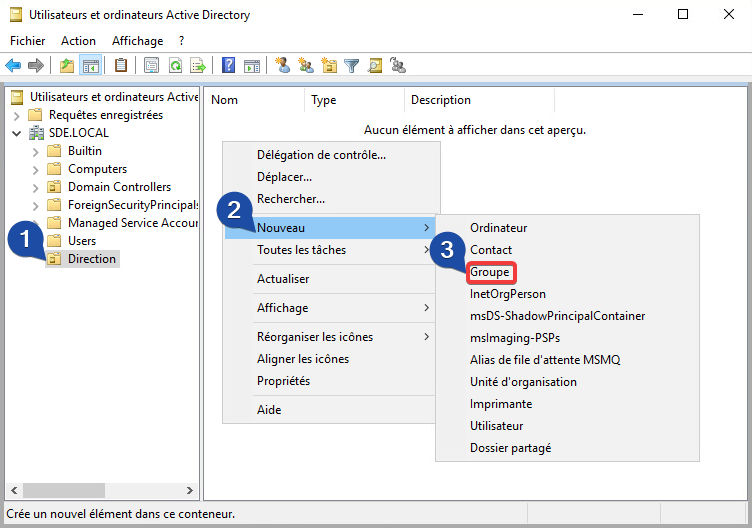 Utilisateurs et ordinateurs Active Directory
Fichier Action Affichage ?
Utilisateurs et ordinateurs Active
Requêtes enregistrées
SDE.LOCAL
Builtin
Computers
Domain Controllers
ForeignSecurityPrincipals
Managed Service Accour
Users
Direction
1
Nom Type Description
Aucun élément à afficher dans cet aperçu.
Délégation de contrôle...
Déplacer...
Rechercher...
2
Nouveau
Toutes les tâches
Actualiser
Affichage
Réorganiser les icônes
Aligner les icônes
Propriétés
Aide
Ordinateur
Contact
3
Groupe
InetOrgPerson
msDS-ShadowPrincipalContainer
msImaging-PSPs
Alias de file d'attente MSMQ
Unité d'organisation
Imprimante
Utilisateur
Dossier partagé
Crée un nouvel élément dans ce conteneur.